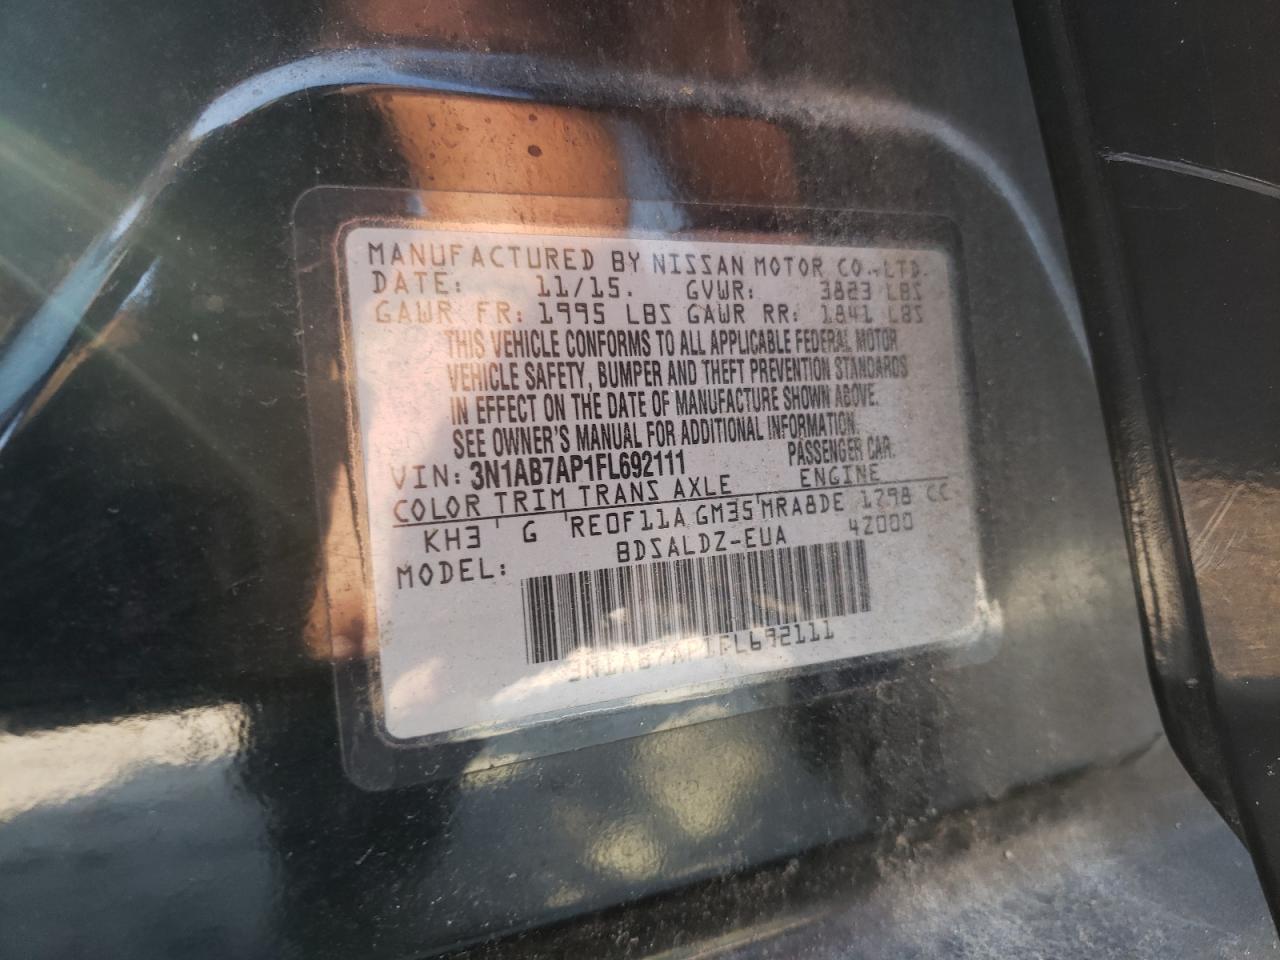 MANUFACTURED BY NISSAN MOTOR CO.,LTD.
DATE: 11/15. GVWR: 3823 LBS
GAWR FR: 1995 LBS GAWR RR: 1841 LBS
THIS VEHICLE CONFORMS TO ALL APPLICABLE FEDERAL MOTOR
VEHICLE SAFETY, BUMPER AND THEFT PREVENTION STANDARDS
IN EFFECT ON THE DATE OF MANUFACTURE SHOWN ABOVE.
SEE OWNER'S MANUAL FOR ADDITIONAL INFORMATION.
VIN: 3N1AB7AP1FL692111 PASSENGER CAR.
COLOR TRIM TRANS AXLE ENGINE
KH3 G RE0F11A GM35 MRA8DE 1798 CC
MODEL: BDSALDZ-EUA 42000
3N1AB7AP1FL692111